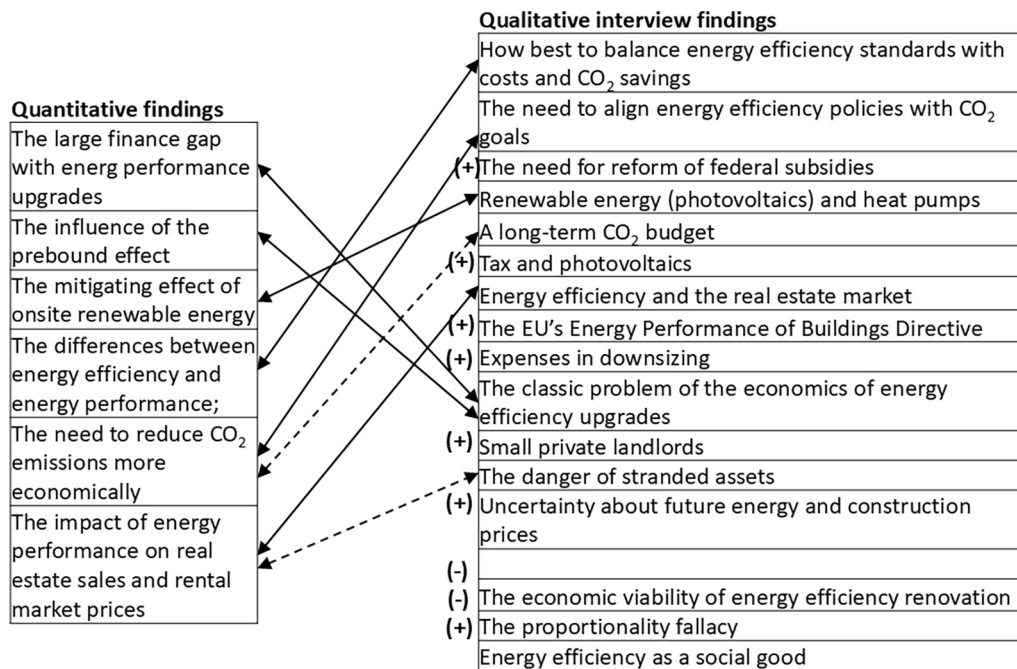 Quantitative findings
The large finance gap
with energ performance
upgrades
The influence of the
prebound effect
The mitigating effect of
onsite renewable energy
The differences between
energy efficiency and
energy performance;
The need to reduce CO₂
emissions more
economically
The impact of energy
performance on real
estate sales and rental
market prices
Qualitative interview findings
How best to balance energy efficiency standards with
costs and CO₂ savings
The need to align energy efficiency policies with CO₂
goals
(+) The need for reform of federal subsidies
Renewable energy (photovoltaics) and heat pumps
A long-term CO₂ budget
(+) Tax and photovoltaics
Energy efficiency and the real estate market
(+) The EU’s Energy Performance of Buildings Directive
(+) Expenses in downsizing
The classic problem of the economics of energy
efficiency upgrades
(+) Small private landlords
The danger of stranded assets
(+) Uncertainty about future energy and construction
prices
(-)
(-) The economic viability of energy efficiency renovation
(+) The proportionality fallacy
Energy efficiency as a social good